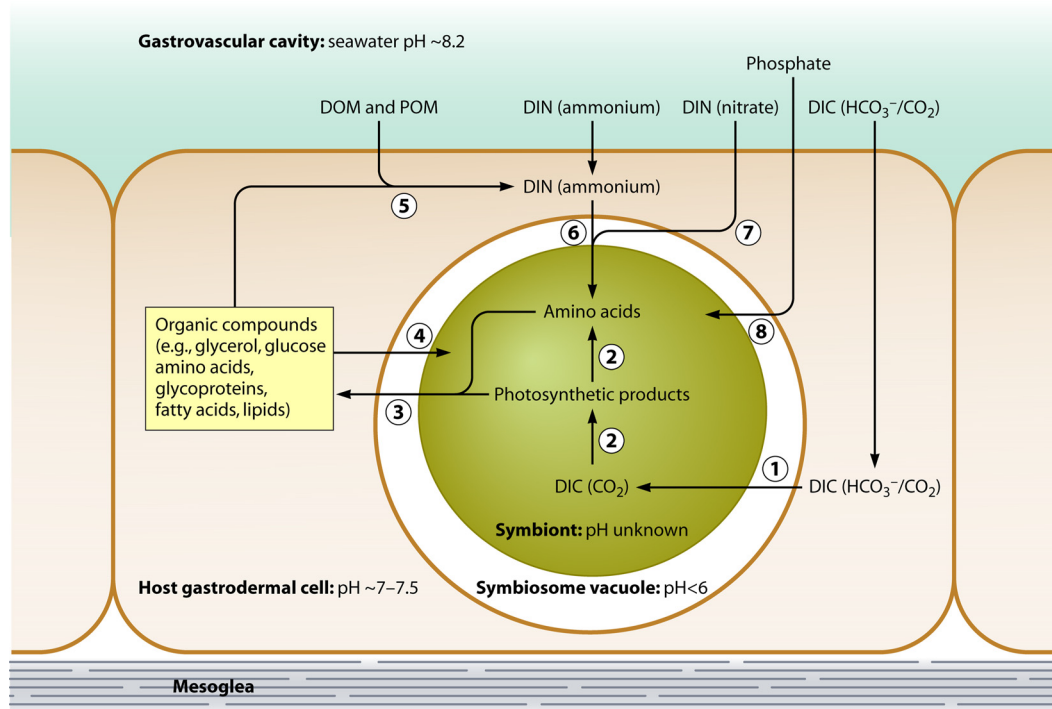 Gastrovascular cavity: seawater pH ~8.2
Phosphate
DOM and POM
DIN (ammonium)
DIN (nitrate)
DIC (HCO₃⁻/CO₂)
DIN (ammonium)
5
6
7
Amino acids
Organic compounds
(e.g., glycerol, glucose
amino acids,
glycoproteins,
fatty acids, lipids)
4
8
2
Photosynthetic products
3
2
1
DIC (CO₂)
DIC (HCO₃⁻/CO₂)
Symbiont: pH unknown
Host gastrodermal cell: pH ~7–7.5
Symbiosome vacuole: pH<6
Mesoglea